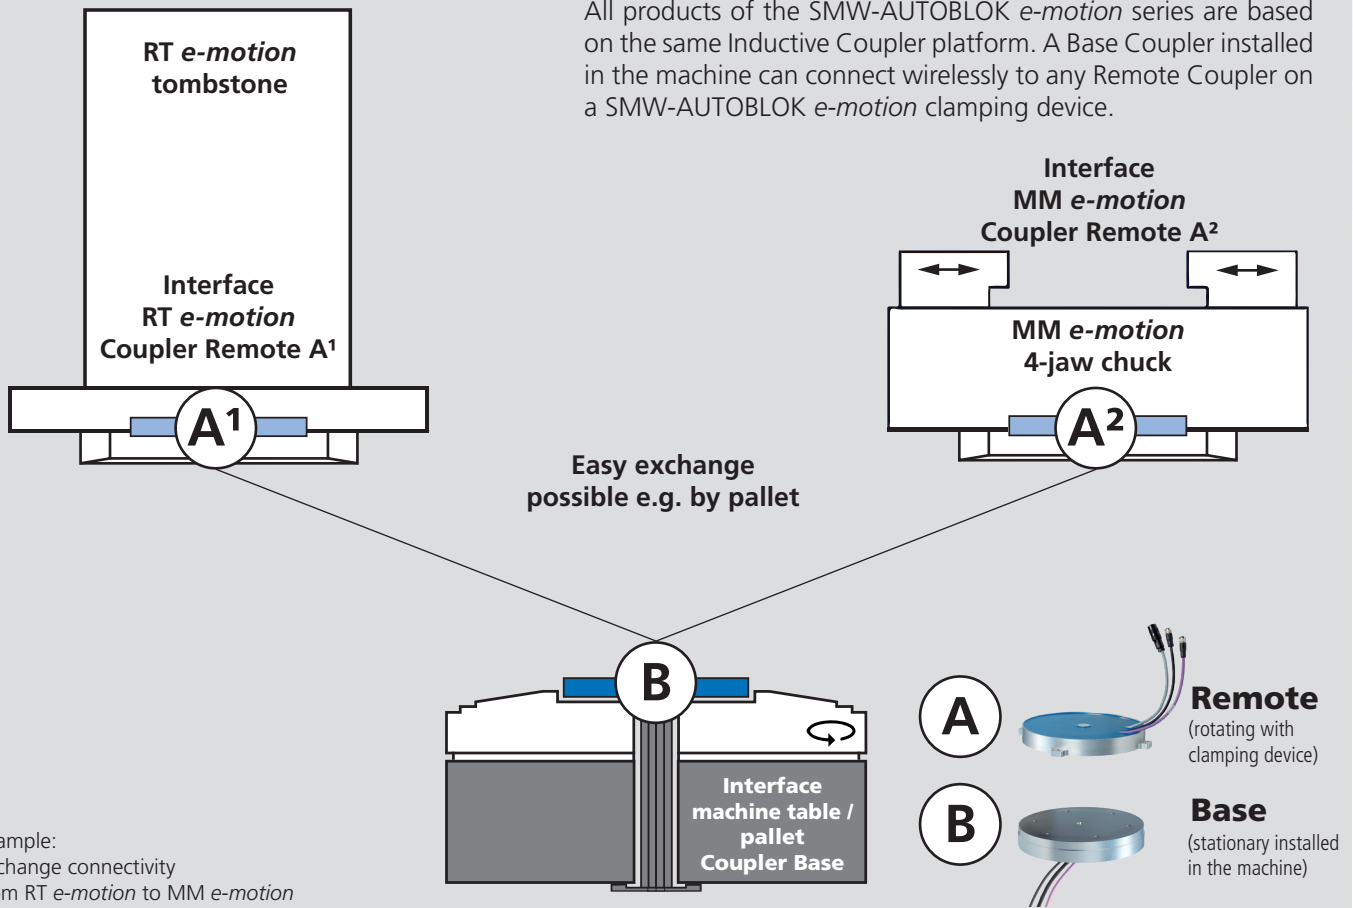 All products of the SMW-AUTOBLOK e-motion series are based
on the same Inductive Coupler platform. A Base Coupler installed
in the machine can connect wirelessly to any Remote Coupler on
a SMW-AUTOBLOK e-motion clamping device.
RT e-motion
tombstone
Interface
RT e-motion
Coupler Remote A¹
A¹
Interface
MM e-motion
Coupler Remote A²
MM e-motion
4-jaw chuck
A²
Easy exchange
possible e.g. by pallet
B
Interface
machine table /
pallet
Coupler Base
A
Remote
(rotating with
clamping device)
B
Base
(stationary installed
in the machine)
ample:
change connectivity
om RT e-motion to MM e-motion